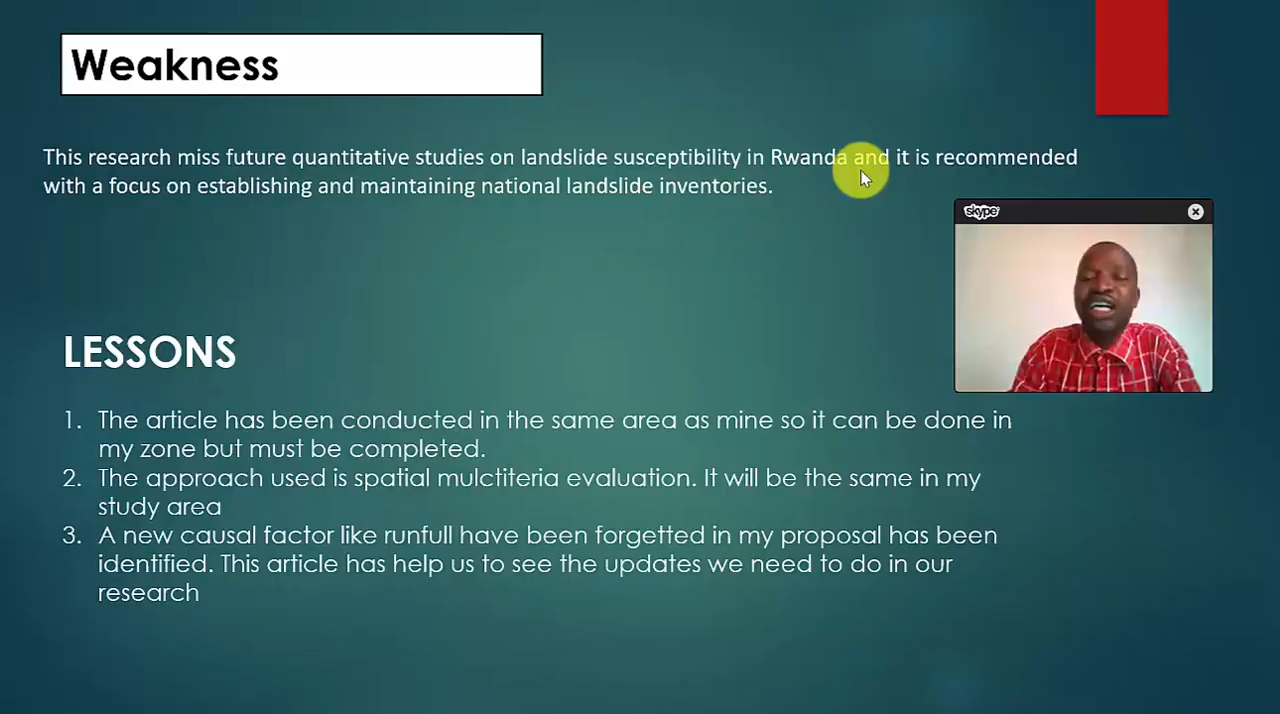 Weakness
This research miss future quantitative studies on landslide susceptibility in Rwanda and it is recommended
with a focus on establishing and maintaining national landslide inventories.
skype
LESSONS
1. The article has been conducted in the same area as mine so it can be done in
my zone but must be completed.
2. The approach used is spatial mulctiteria evaluation. It will be the same in my
study area
3. A new causal factor like runfull have been forgetted in my proposal has been
identified. This article has help us to see the updates we need to do in our
research